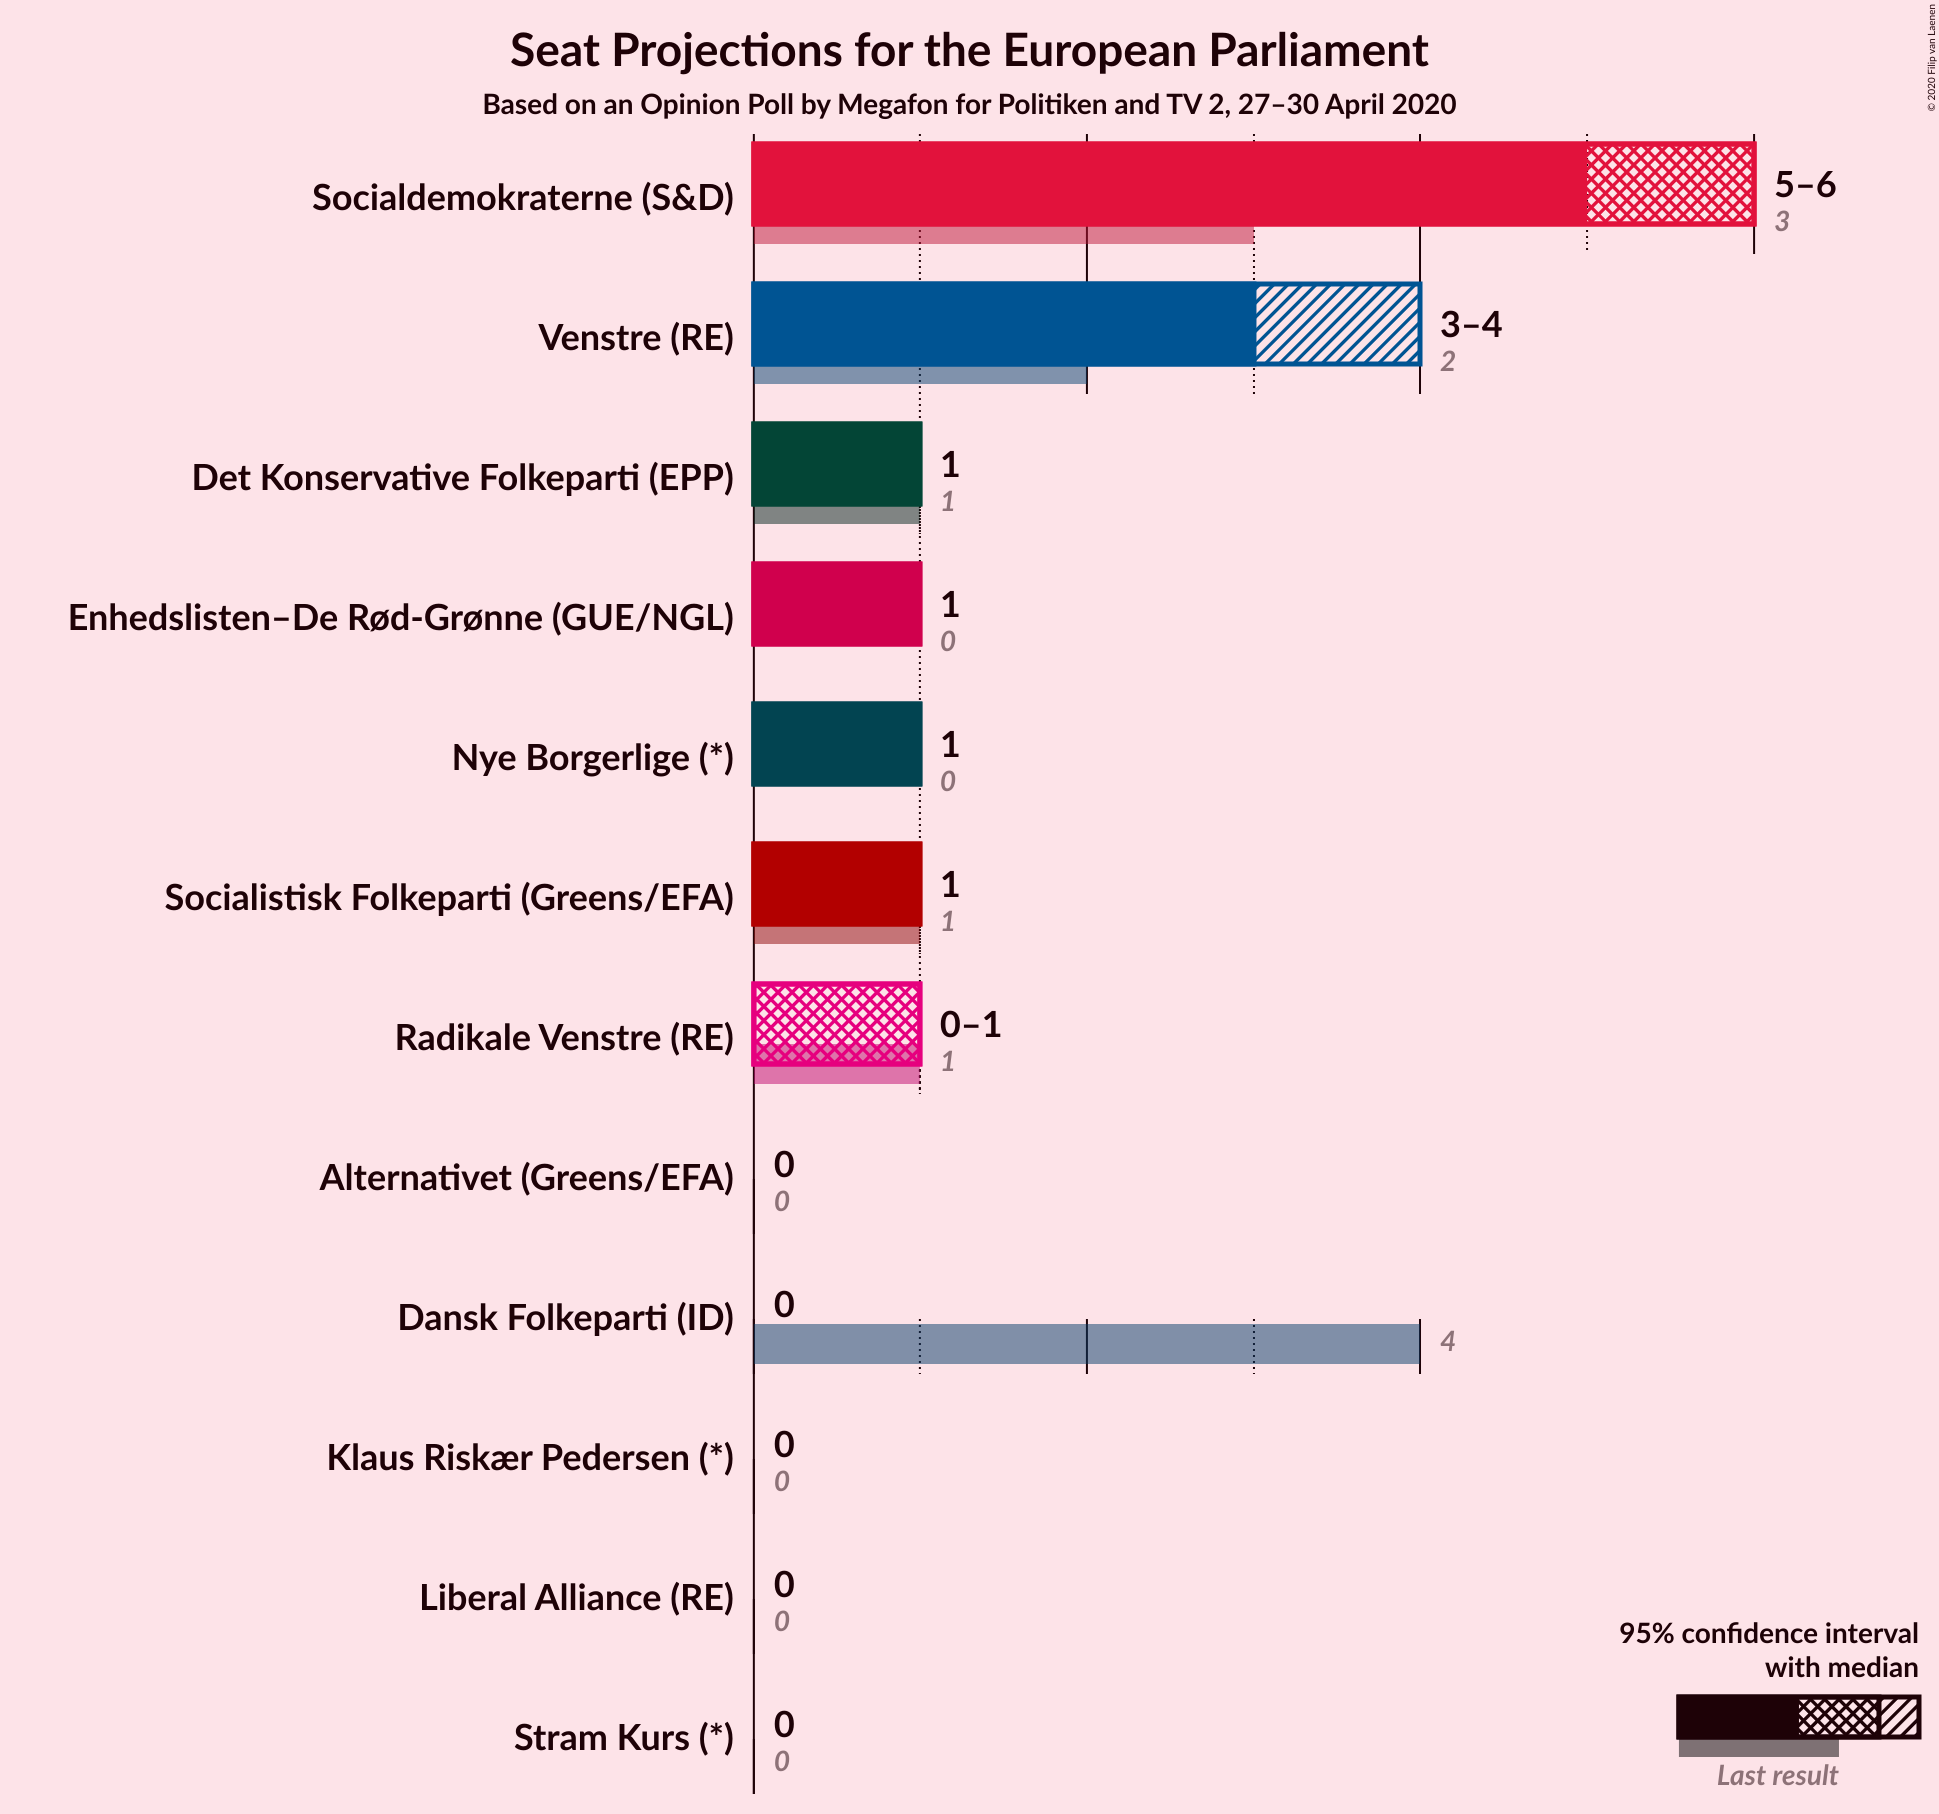 Seat Projections for the European Parliament
Based on an Opinion Poll by Megafon for Politiken and TV 2, 27–30 April 2020
© 2020 Filip van Laenen
Socialdemokraterne (S&D)
5–6
3
Venstre (RE)
3–4
2
Det Konservative Folkeparti (EPP)
1
1
Enhedslisten–De Rød-Grønne (GUE/NGL)
1
0
Nye Borgerlige (*)
1
0
Socialistisk Folkeparti (Greens/EFA)
1
1
Radikale Venstre (RE)
0–1
1
Alternativet (Greens/EFA)
0
0
Dansk Folkeparti (ID)
0
4
Klaus Riskær Pedersen (*)
0
0
Liberal Alliance (RE)
0
0
Stram Kurs (*)
0
0
95% confidence interval
with median
Last result